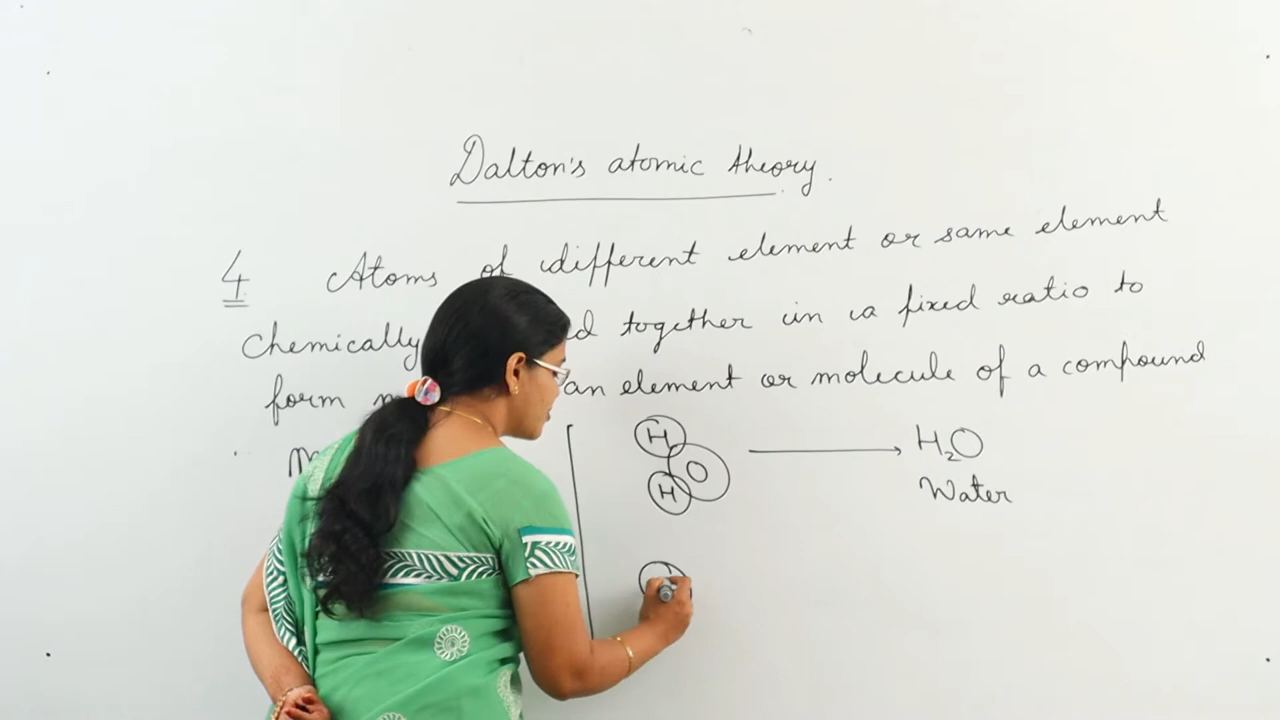 Dalton's atomic theory.
4 Atoms of different element or same element
chemically together in a fixed ratio to
form an element or molecule of a compound
H
O
H
H₂O
Water